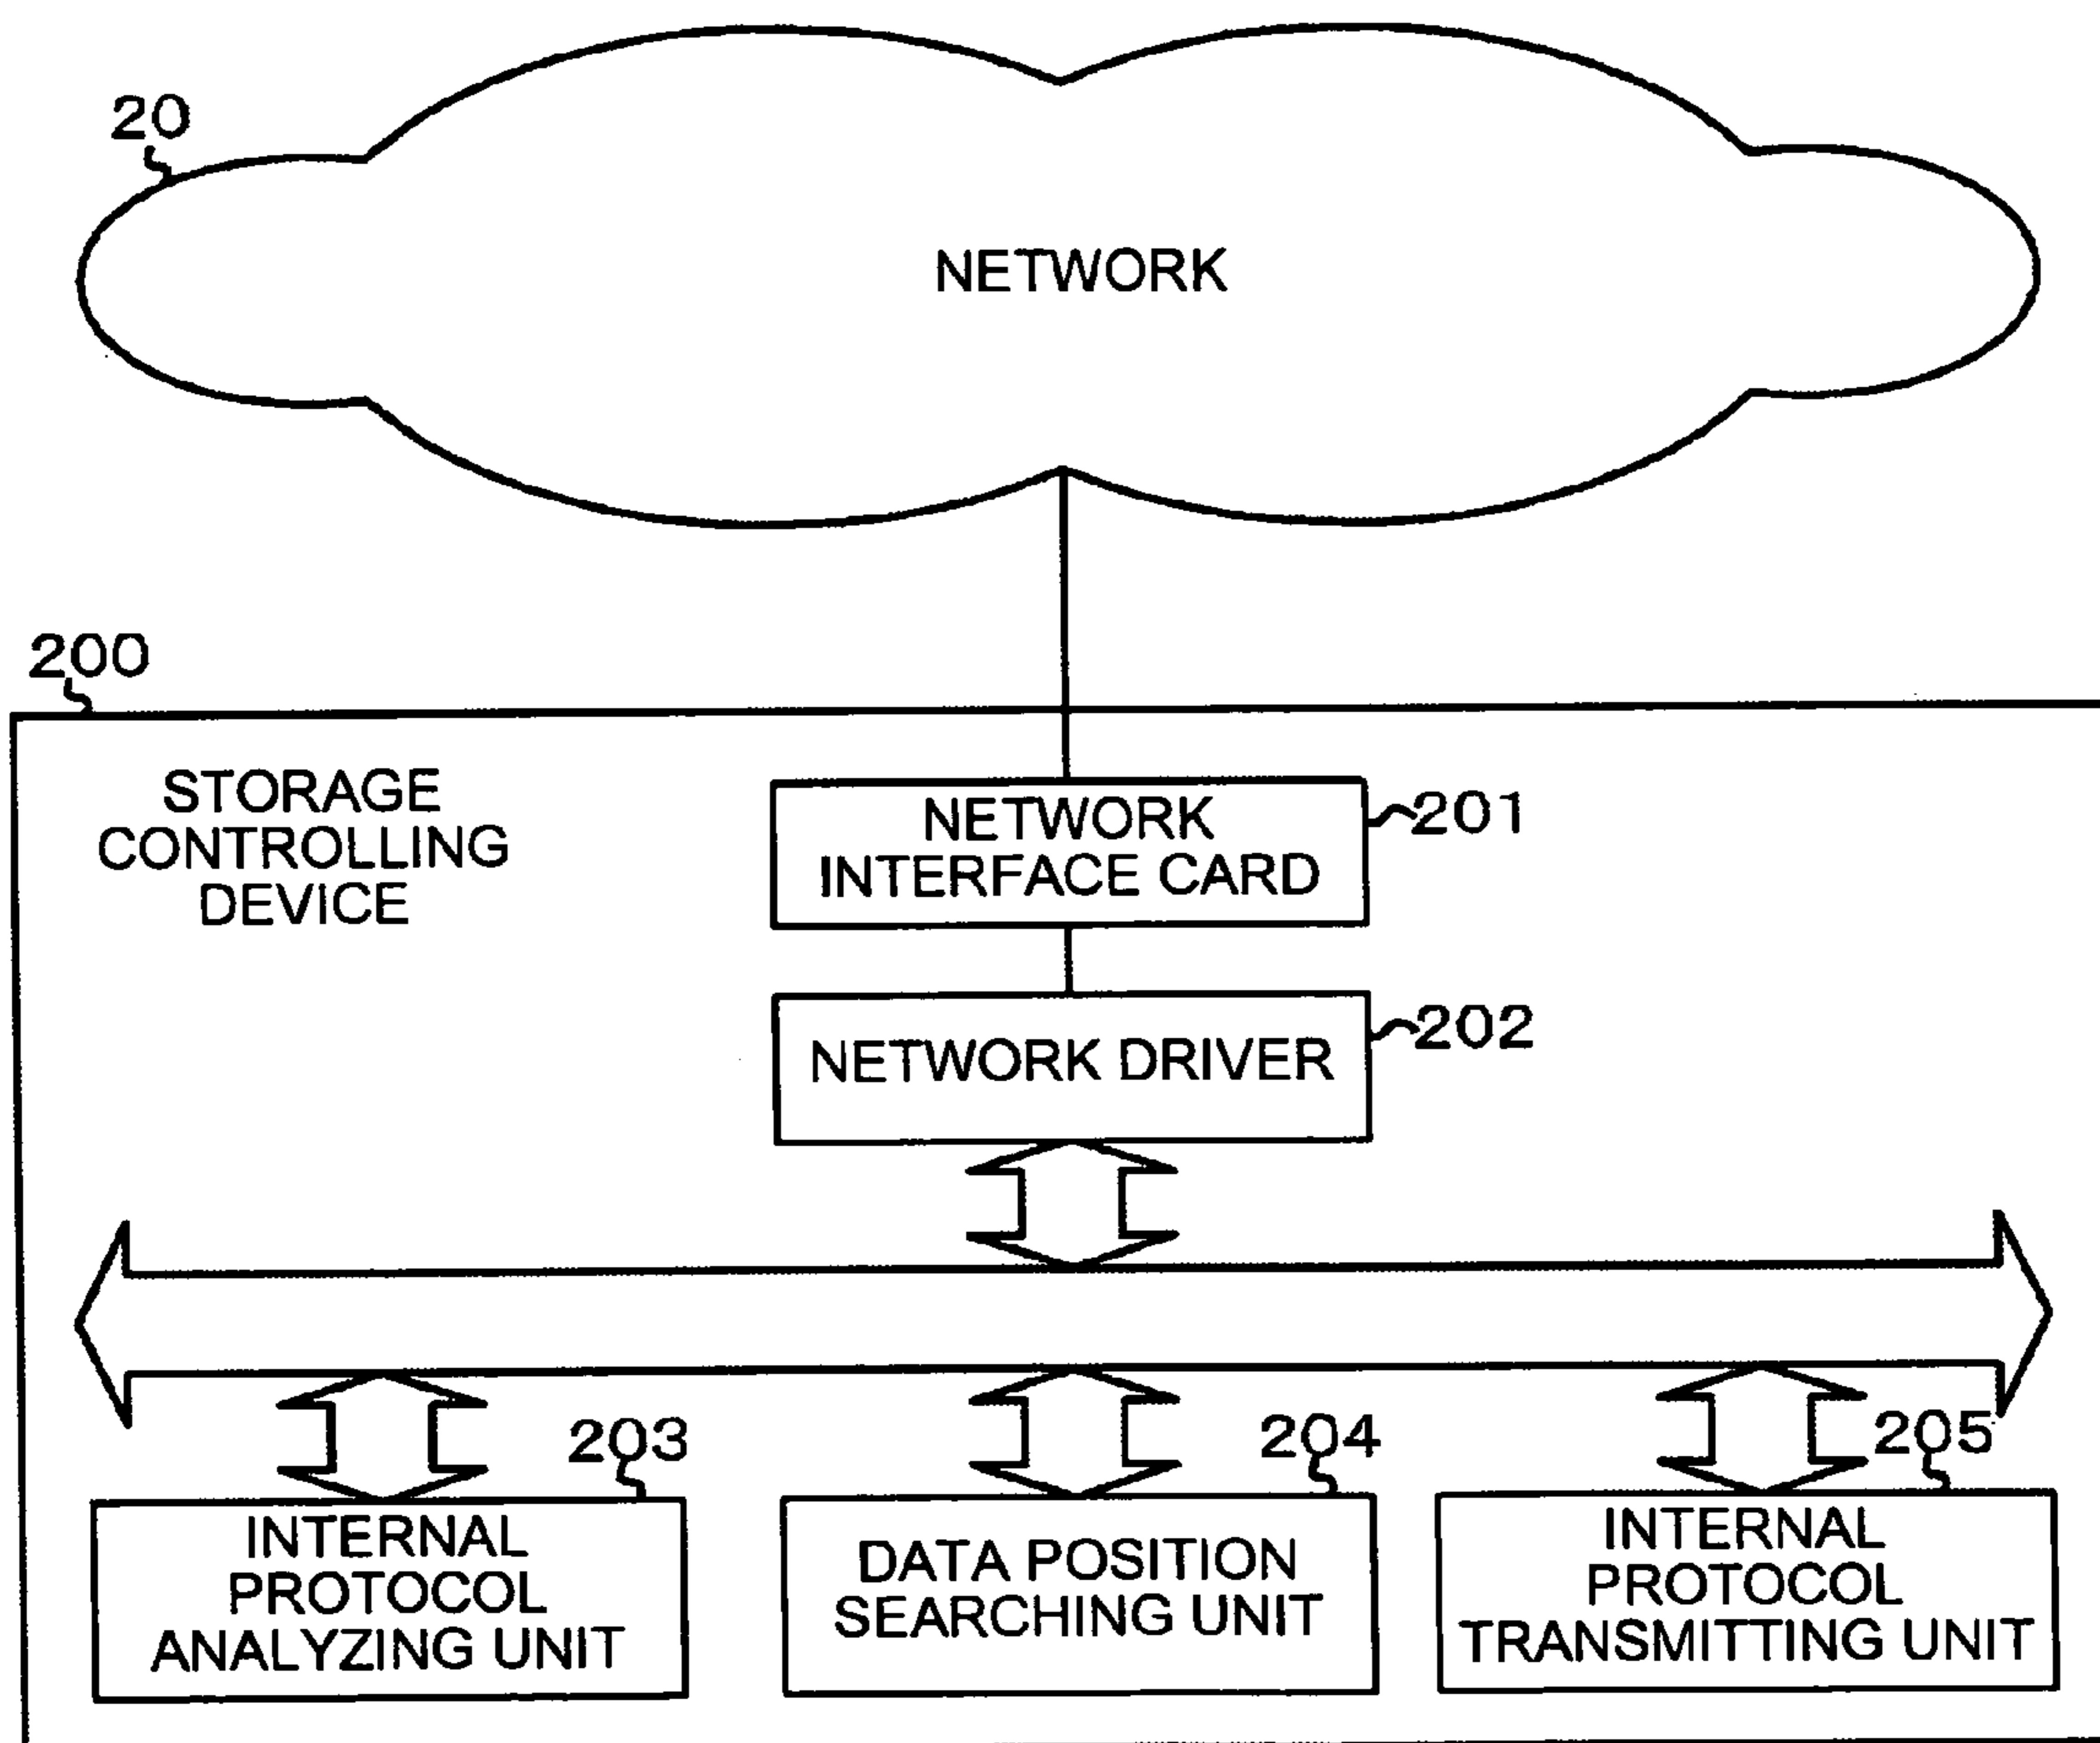 20
NETWORK
200
STORAGE
CONTROLLING
DEVICE
NETWORK
INTERFACE CARD
201
NETWORK DRIVER
202
203
204
205
INTERNAL
PROTOCOL
ANALYZING UNIT
DATA POSITION
SEARCHING UNIT
INTERNAL
PROTOCOL
TRANSMITTING UNIT